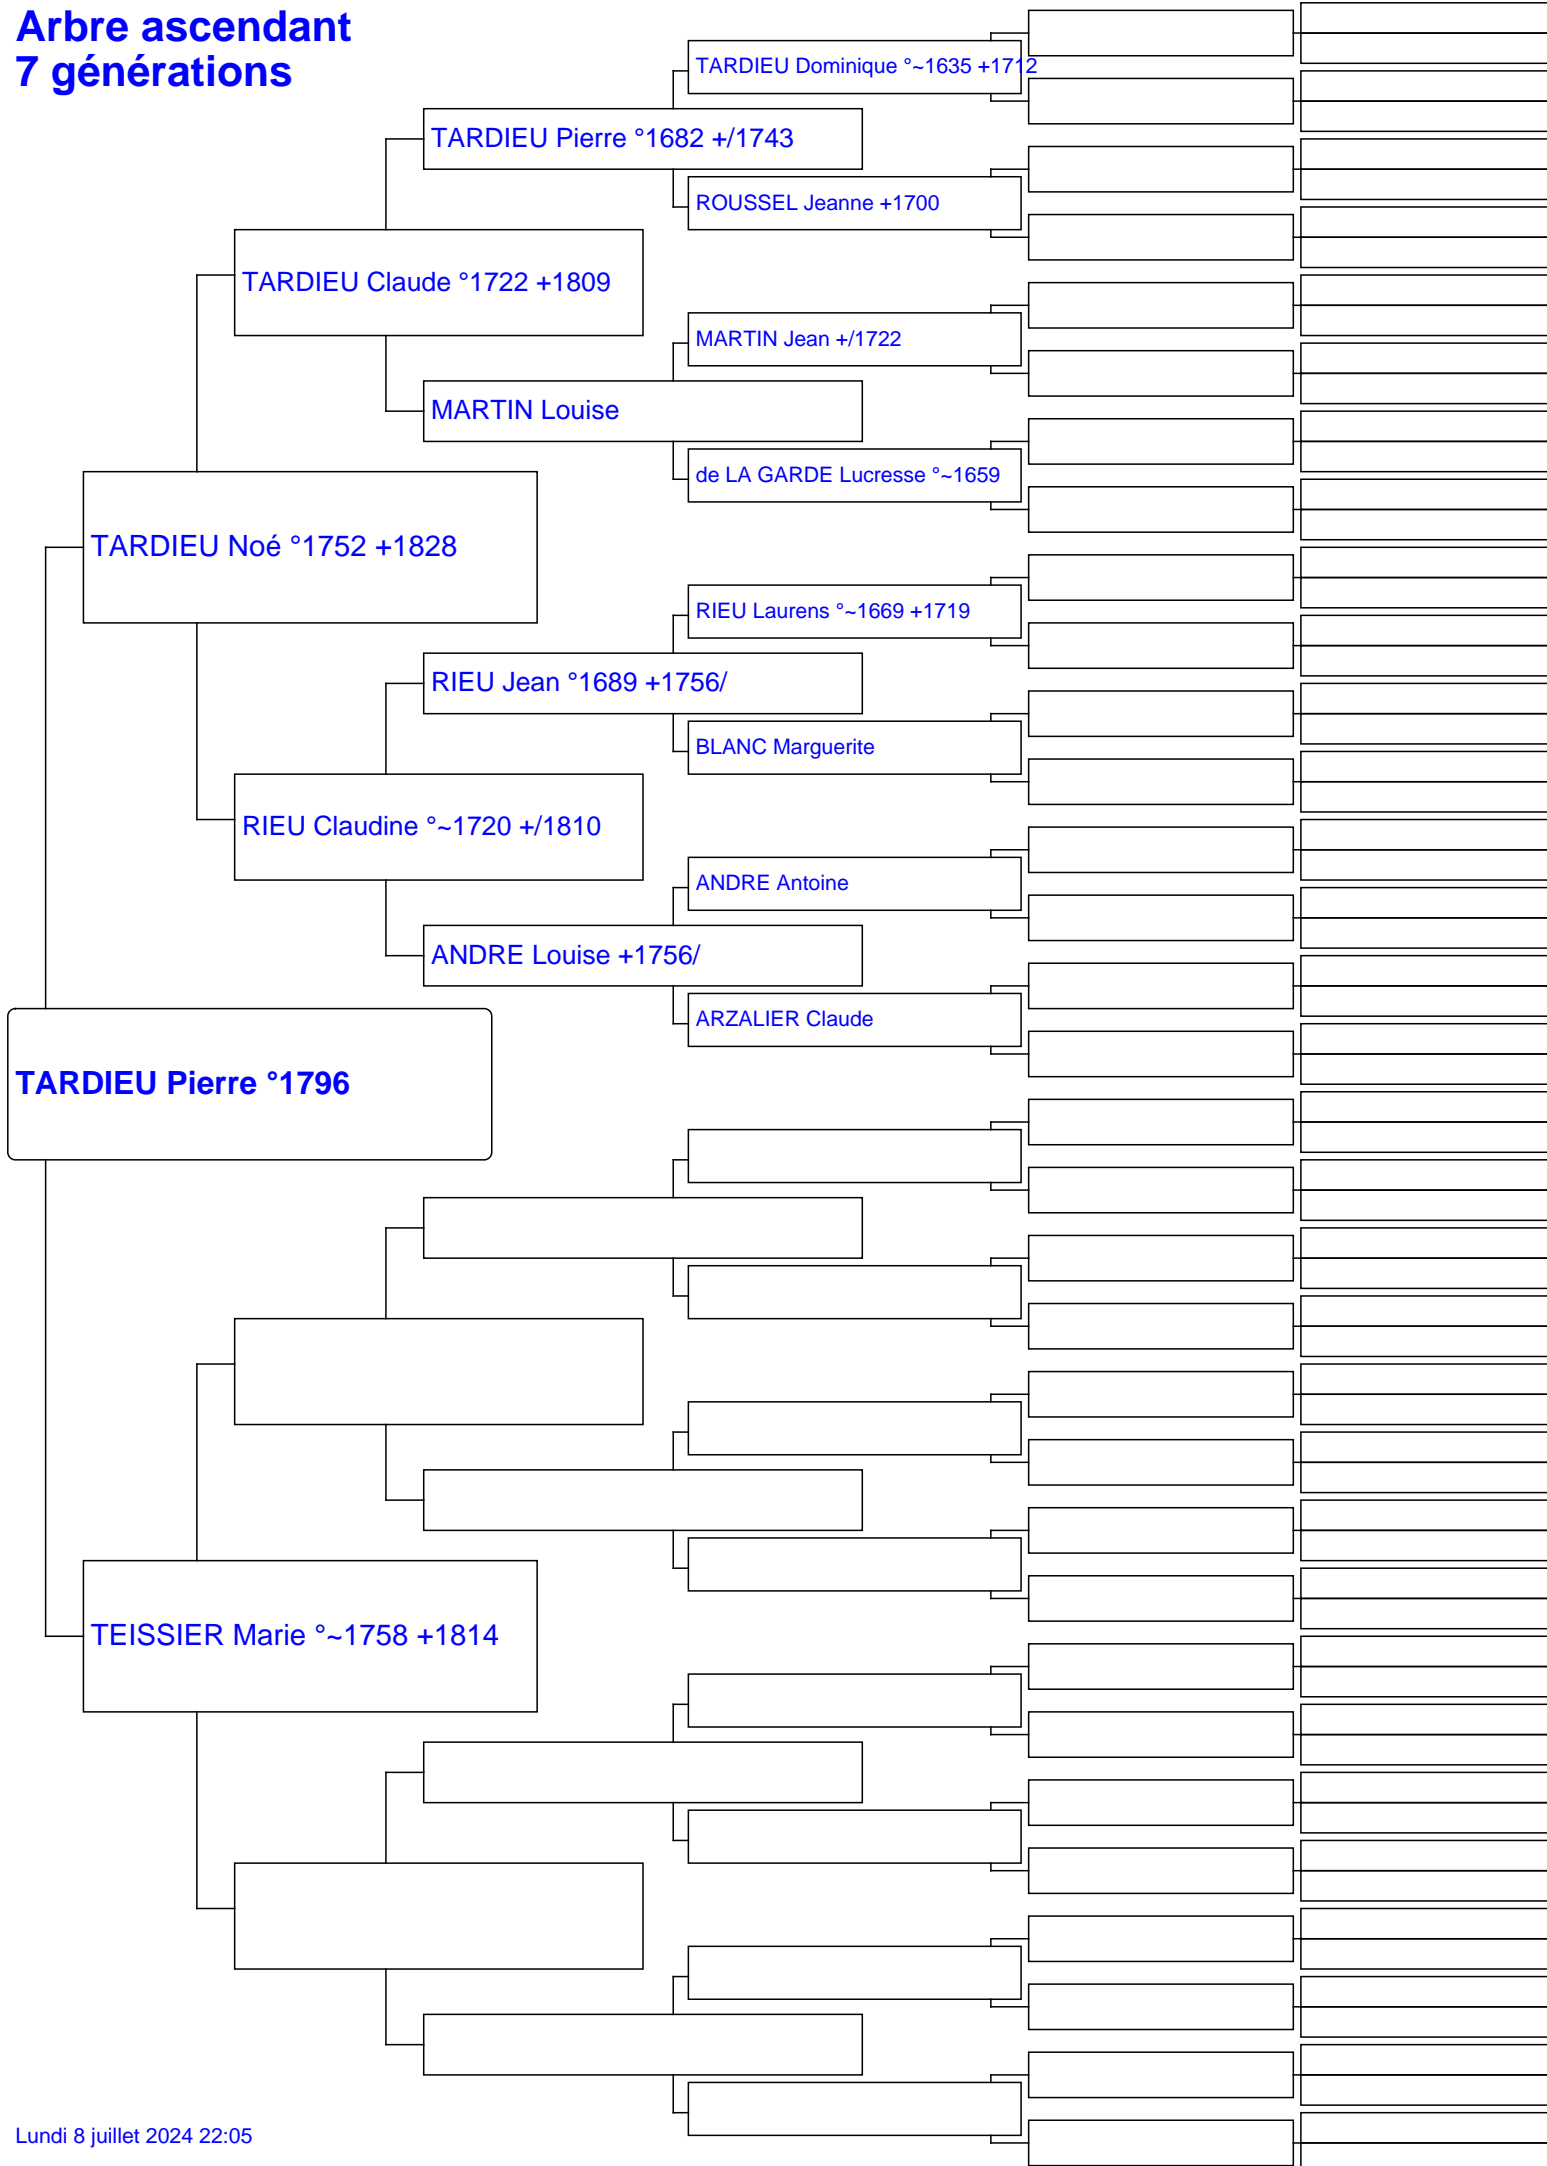 Arbre ascendant
7 générations
TARDIEU Dominique °~1635 +1712
TARDIEU Pierre °1682 +/1743
ROUSSEL Jeanne +1700
TARDIEU Claude °1722 +1809
MARTIN Jean +/1722
MARTIN Louise
de LA GARDE Lucresse °~1659
TARDIEU Noé °1752 +1828
RIEU Laurens °~1669 +1719
RIEU Jean °1689 +1756/
BLANC Marguerite
RIEU Claudine °~1720 +/1810
ANDRE Antoine
ANDRE Louise +1756/
ARZALIER Claude
TARDIEU Pierre °1796
TEISSIER Marie °~1758 +1814
Lundi 8 juillet 2024 22:05